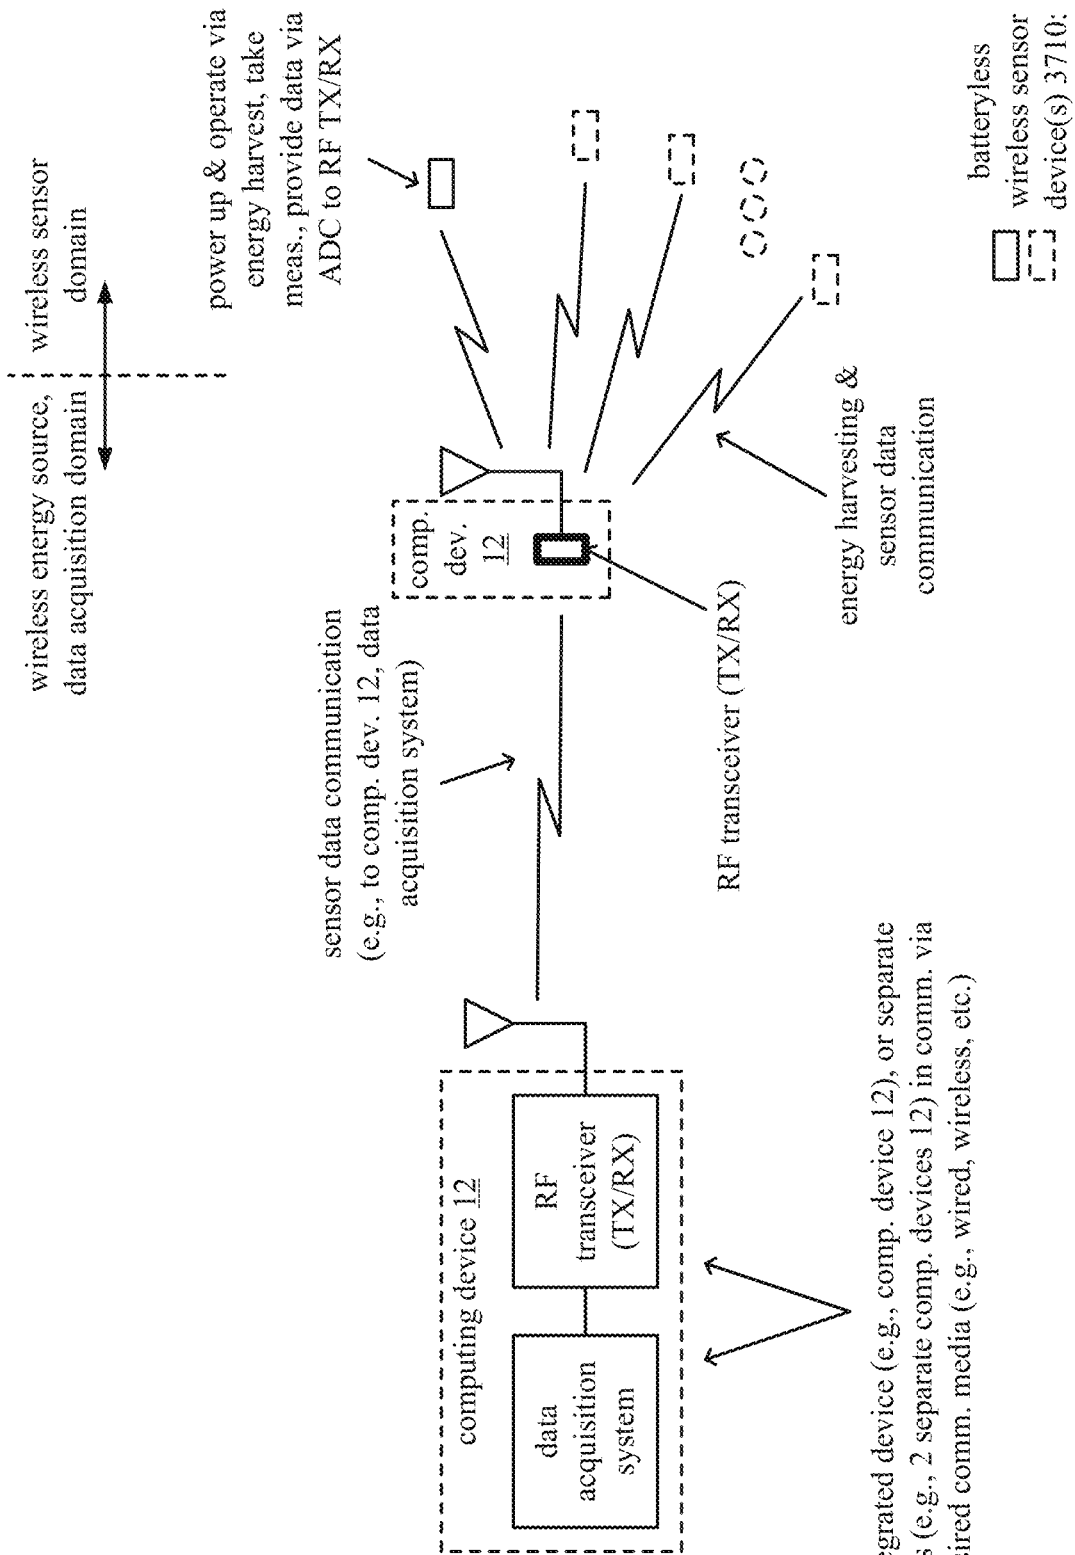 wireless energy source,
data acquisition domain
wireless sensor
domain
power up & operate via
energy harvest, take
meas., provide data via
ADC to RF TX/RX
sensor data communication
(e.g., to comp. dev. 12, data
acquisition system)
comp.
dev.
12
computing device 12
data
acquisition
system
RF
transceiver
(TX/RX)
RF transceiver (TX/RX)
energy harvesting &
sensor data
communication
device (e.g., comp. device 12), or separate
(e.g., 2 separate comp. devices 12) in comm. via
comm. media (e.g., wired, wireless, etc.)
batteryless
wireless sensor
device(s) 3710: